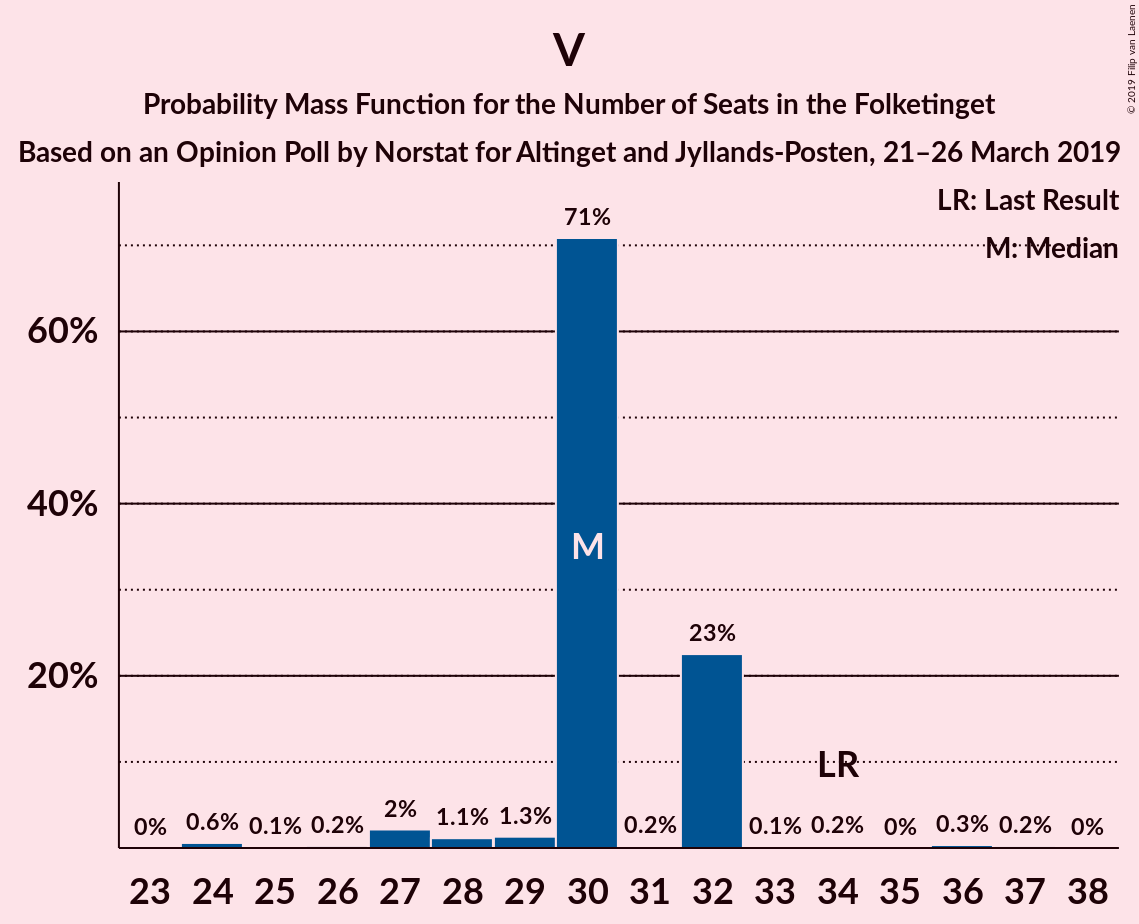 © 2019 Filip van Laenen
V
Probability Mass Function for the Number of Seats in the Folketinget
Based on an Opinion Poll by Norstat for Altinget and Jyllands-Posten, 21–26 March 2019
LR: Last Result
M: Median
71%
60%
40%
M
23%
20%
LR
0% 0.6% 0.1% 0.2% 2% 1.1% 1.3% 0.2% 0.1% 0.2% 0% 0.3% 0.2% 0%
23 24 25 26 27 28 29 30 31 32 33 34 35 36 37 38